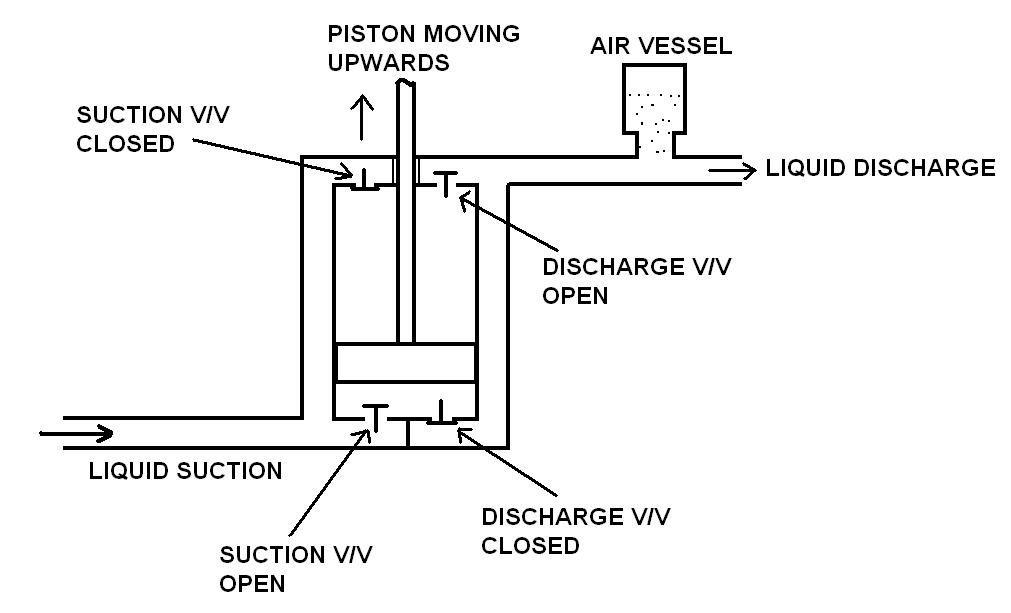 PISTON MOVING
UPWARDS
AIR VESSEL
SUCTION V/V
CLOSED
LIQUID DISCHARGE
DISCHARGE V/V
OPEN
LIQUID SUCTION
DISCHARGE V/V
CLOSED
SUCTION V/V
OPEN